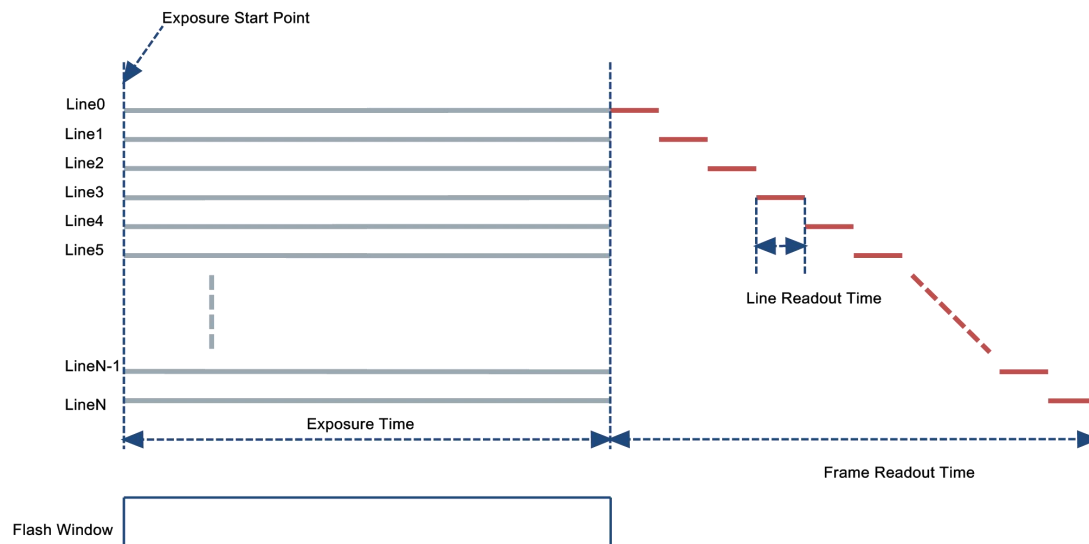 Exposure Start Point
Line0
Line1
Line2
Line3
Line4
Line5
Line Readout Time
LineN-1
LineN
Exposure Time
Frame Readout Time
Flash Window